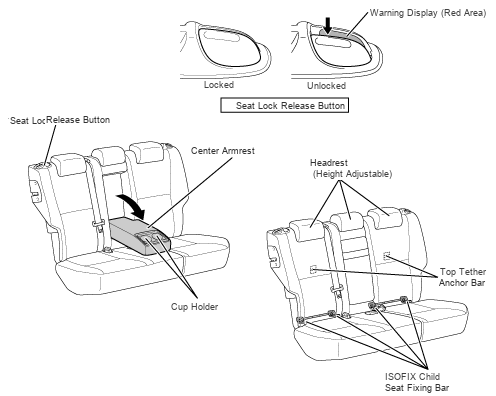 Warning Display (Red Area)
Locked
Unlocked
Seat Lock Release Button
Seat LocRelease Button
Center Armrest
Headrest
(Height Adjustable)
Top Tether
Anchor Bar
Cup Holder
ISOFIX Child
Seat Fixing Bar